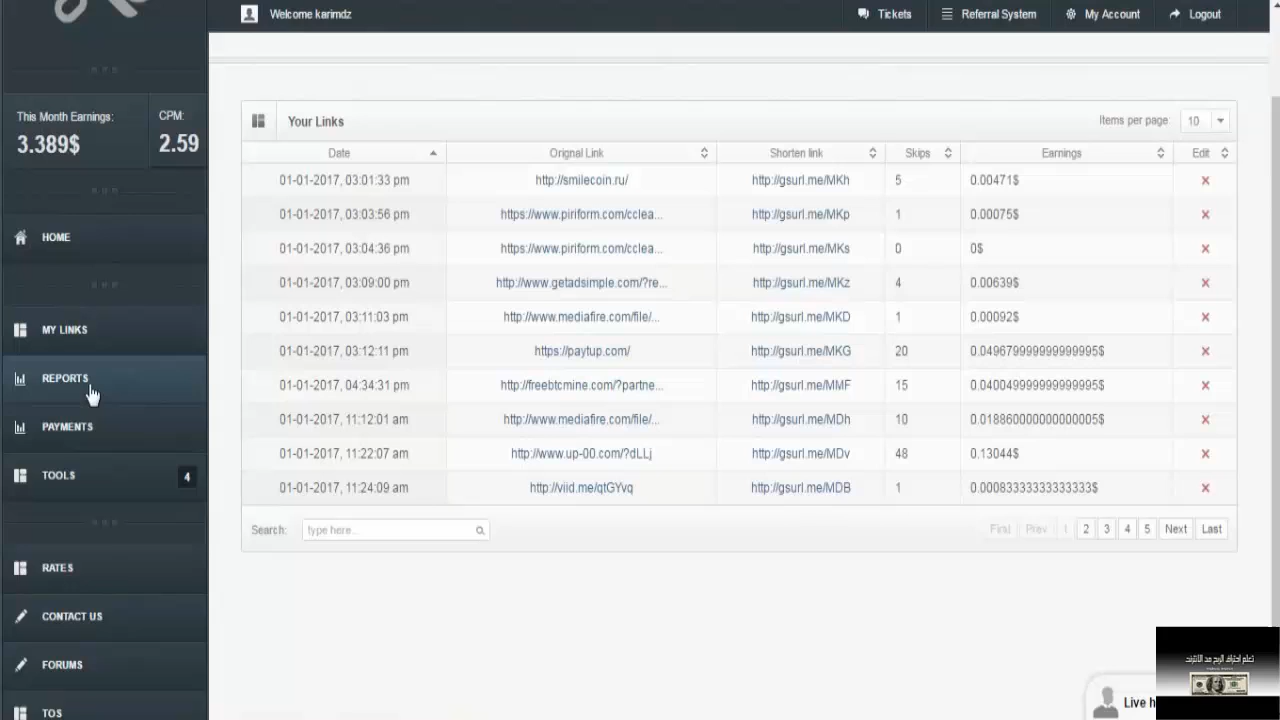 Welcome karimdz
Tickets
Referral System
My Account
Logout
This Month Earnings:
3.389$
CPM:
2.59
HOME
MY LINKS
REPORTS
PAYMENTS
TOOLS
4
RATES
CONTACT US
FORUMS
TOS
Your Links
Items per page: 10
Date Orignal Link Shorten link Skips Earnings Edit
01-01-2017, 03:01:33 pm http://smilecoin.ru/ http://gsurl.me/MKh 5 0.00471$
01-01-2017, 03:03:56 pm https://www.piriform.com/cclea... http://gsurl.me/MKp 1 0.00075$
01-01-2017, 03:04:36 pm https://www.piriform.com/cclea... http://gsurl.me/MKs 0 0$
01-01-2017, 03:09:00 pm http://www.getadsimple.com/?re... http://gsurl.me/MKz 4 0.00639$
01-01-2017, 03:11:03 pm http://www.mediafire.com/file/... http://gsurl.me/MKD 1 0.00092$
01-01-2017, 03:12:11 pm https://paytup.com/ http://gsurl.me/MKG 20 0.049679999999999995$
01-01-2017, 04:34:31 pm http://freebtcmine.com/?partne... http://gsurl.me/MMF 15 0.040049999999999995$
01-01-2017, 11:12:01 am http://www.mediafire.com/file/... http://gsurl.me/MDh 10 0.018860000000000005$
01-01-2017, 11:22:07 am http://www.up-00.com/?dLLj http://gsurl.me/MDv 48 0.13044$
01-01-2017, 11:24:09 am http://viid.me/qtGYvq http://gsurl.me/MDB 1 0.00083333333333333$
Search: type here...
First Prev 1 2 3 4 5 Next Last
Live h
تعلم احتراف الربح من الانترنت